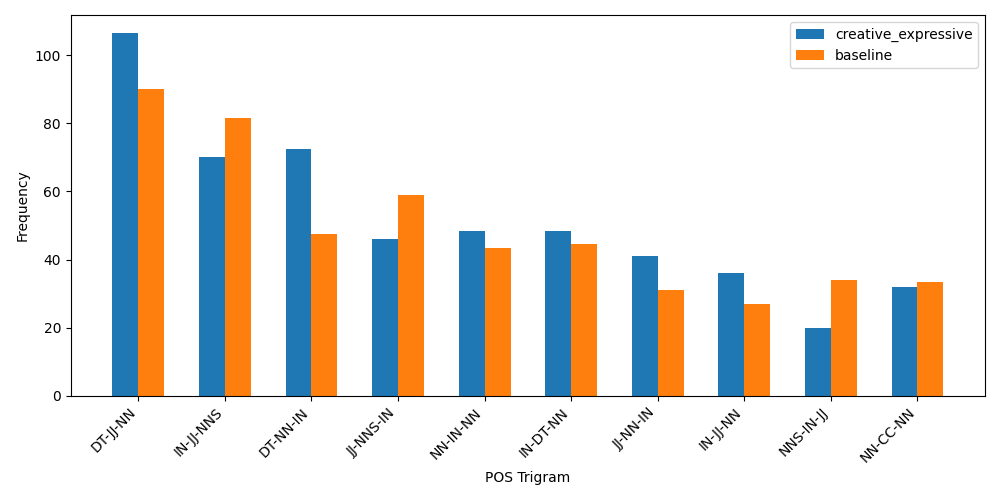 creative_expressive
baseline
Frequency
100
80
60
40
20
0
DT-JJ-NN
IN-JJ-NNS
DT-NN-IN
JJ-NNS-IN
NN-IN-NN
IN-DT-NN
JJ-NN-IN
IN-JJ-NN
NNS-IN-JJ
NN-CC-NN
POS Trigram